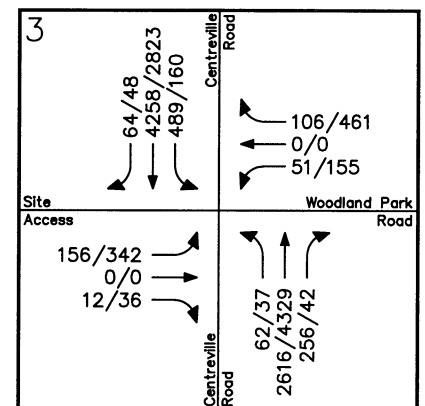 3
Centreville
Road
64/48
4258/2823
489/160
106/461
0/0
51/155
Site
Access
Woodland Park
Road
156/342
0/0
12/36
62/37
2616/4329
256/42
Centreville
Road